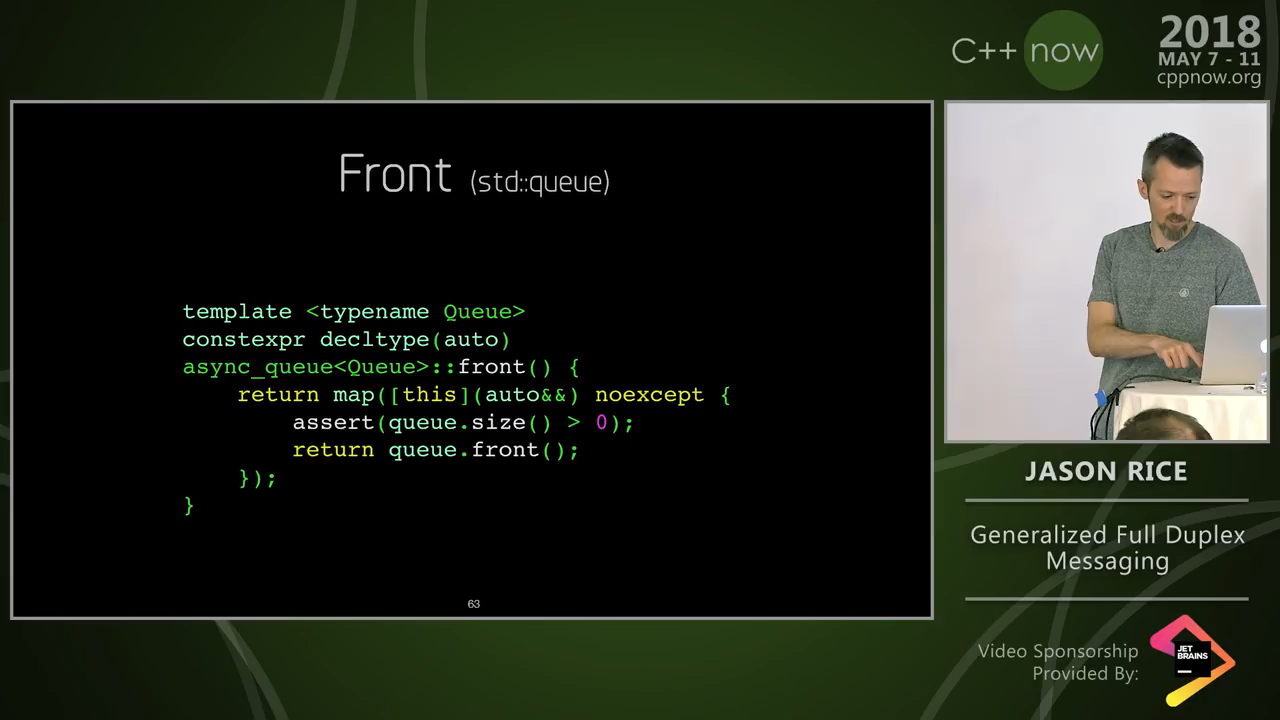 C++ now
2018
MAY 7 - 11
cppnow.org
Front (std::queue)
template <typename Queue>
constexpr decltype(auto)
async_queue<Queue>::front() {
    return map([this](auto&&) noexcept {
        assert(queue.size() > 0);
        return queue.front();
    });
}
63
JASON RICE
Generalized Full Duplex
Messaging
Video Sponsorship
Provided By:
JET
BRAINS